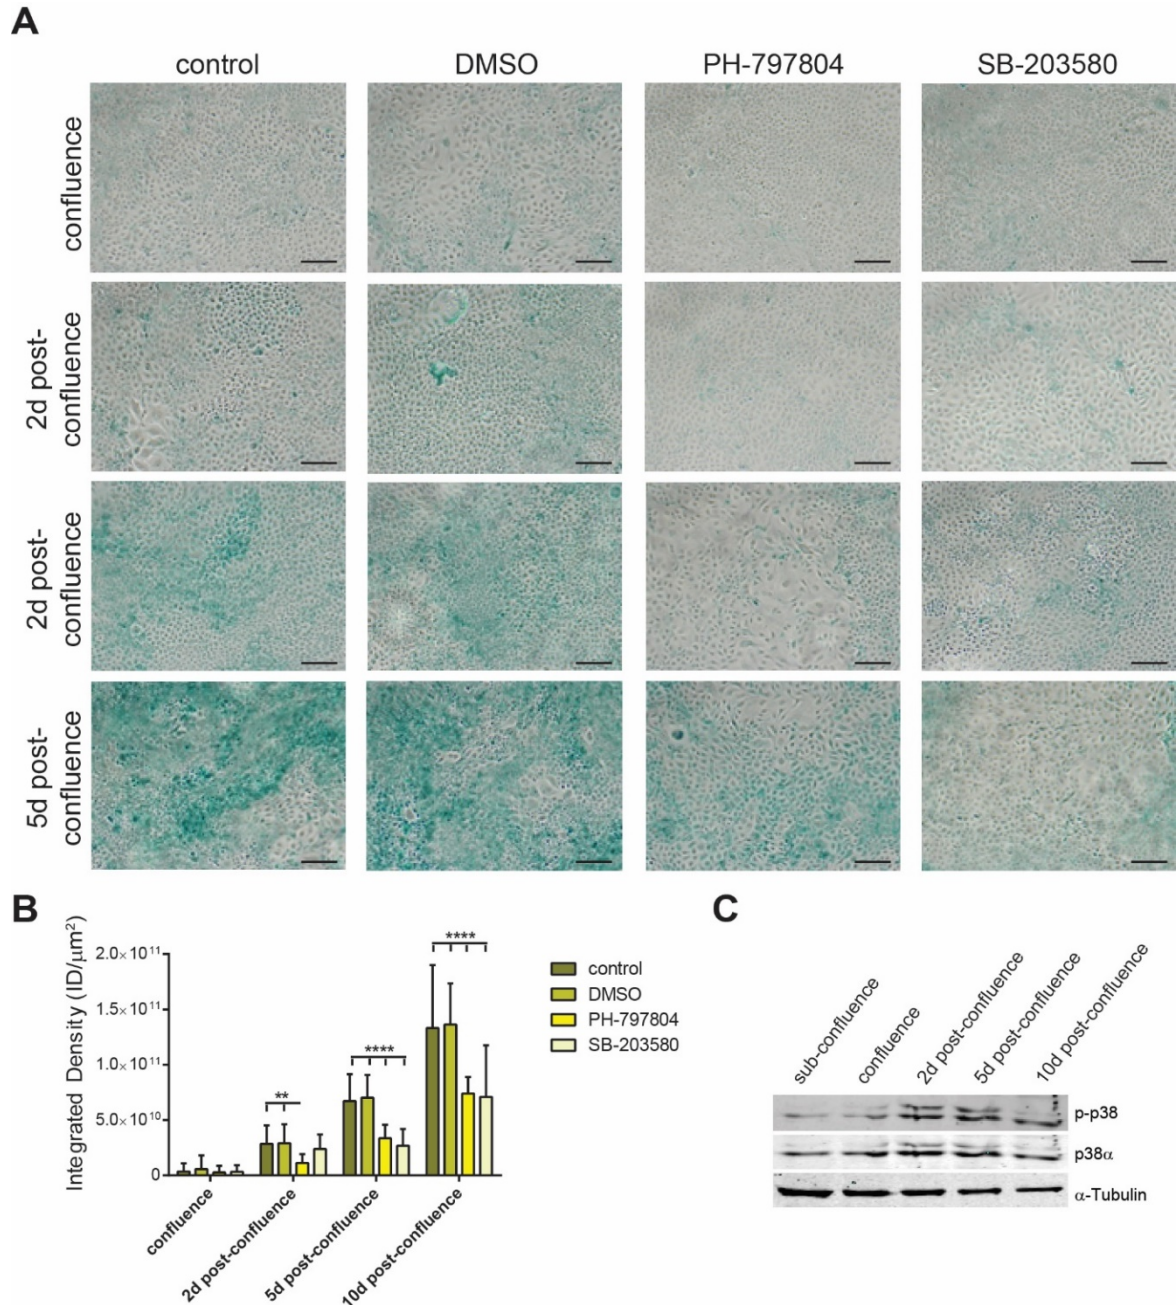 A
control DMSO PH-797804 SB-203580
confluence
2d post-
confluence
2d post-
confluence
5d post-
confluence
B
Integrated Density (ID/μm²)
2.0×10¹¹
1.5×10¹¹
1.0×10¹¹
5.0×10¹⁰
0
**
****
****
control
DMSO
PH-797804
SB-203580
confluence
2d post-confluence
5d post-confluence
10d post-confluence
C
sub-confluence
confluence
2d post-confluence
5d post-confluence
10d post-confluence
p-p38
p38α
α-Tubulin